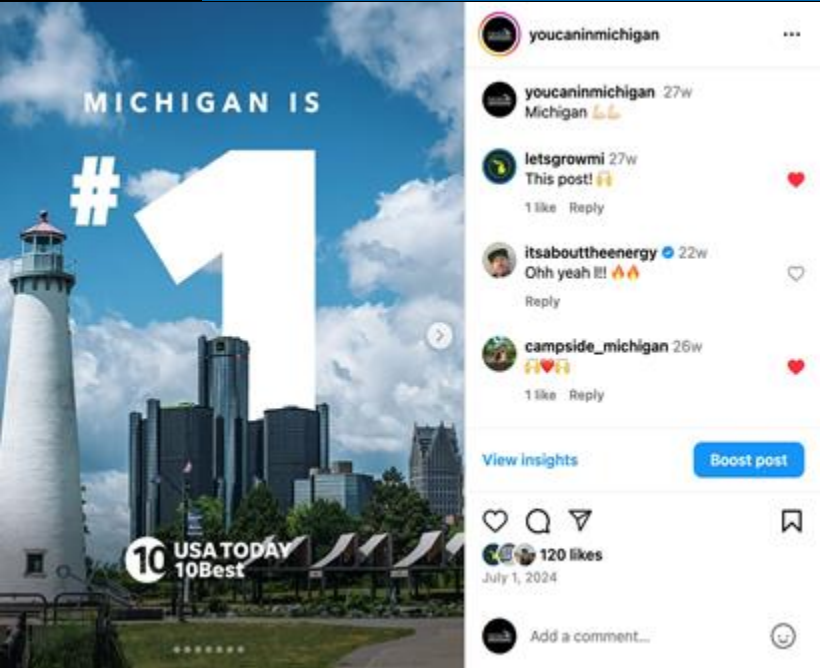 MICHIGAN IS
#1
10 USA TODAY
10Best
youcaninmichigan
youcaninmichigan 27w
Michigan 💪🏻💪🏻
letsgrowmi 27w
This post! 🙌
1 like Reply
itsabouttheenergy 22w
Ohh yeah I!! 🔥🔥
Reply
campside_michigan 26w
🙌❤️🙌
1 like Reply
View insights
Boost post
120 likes
July 1, 2024
Add a comment...